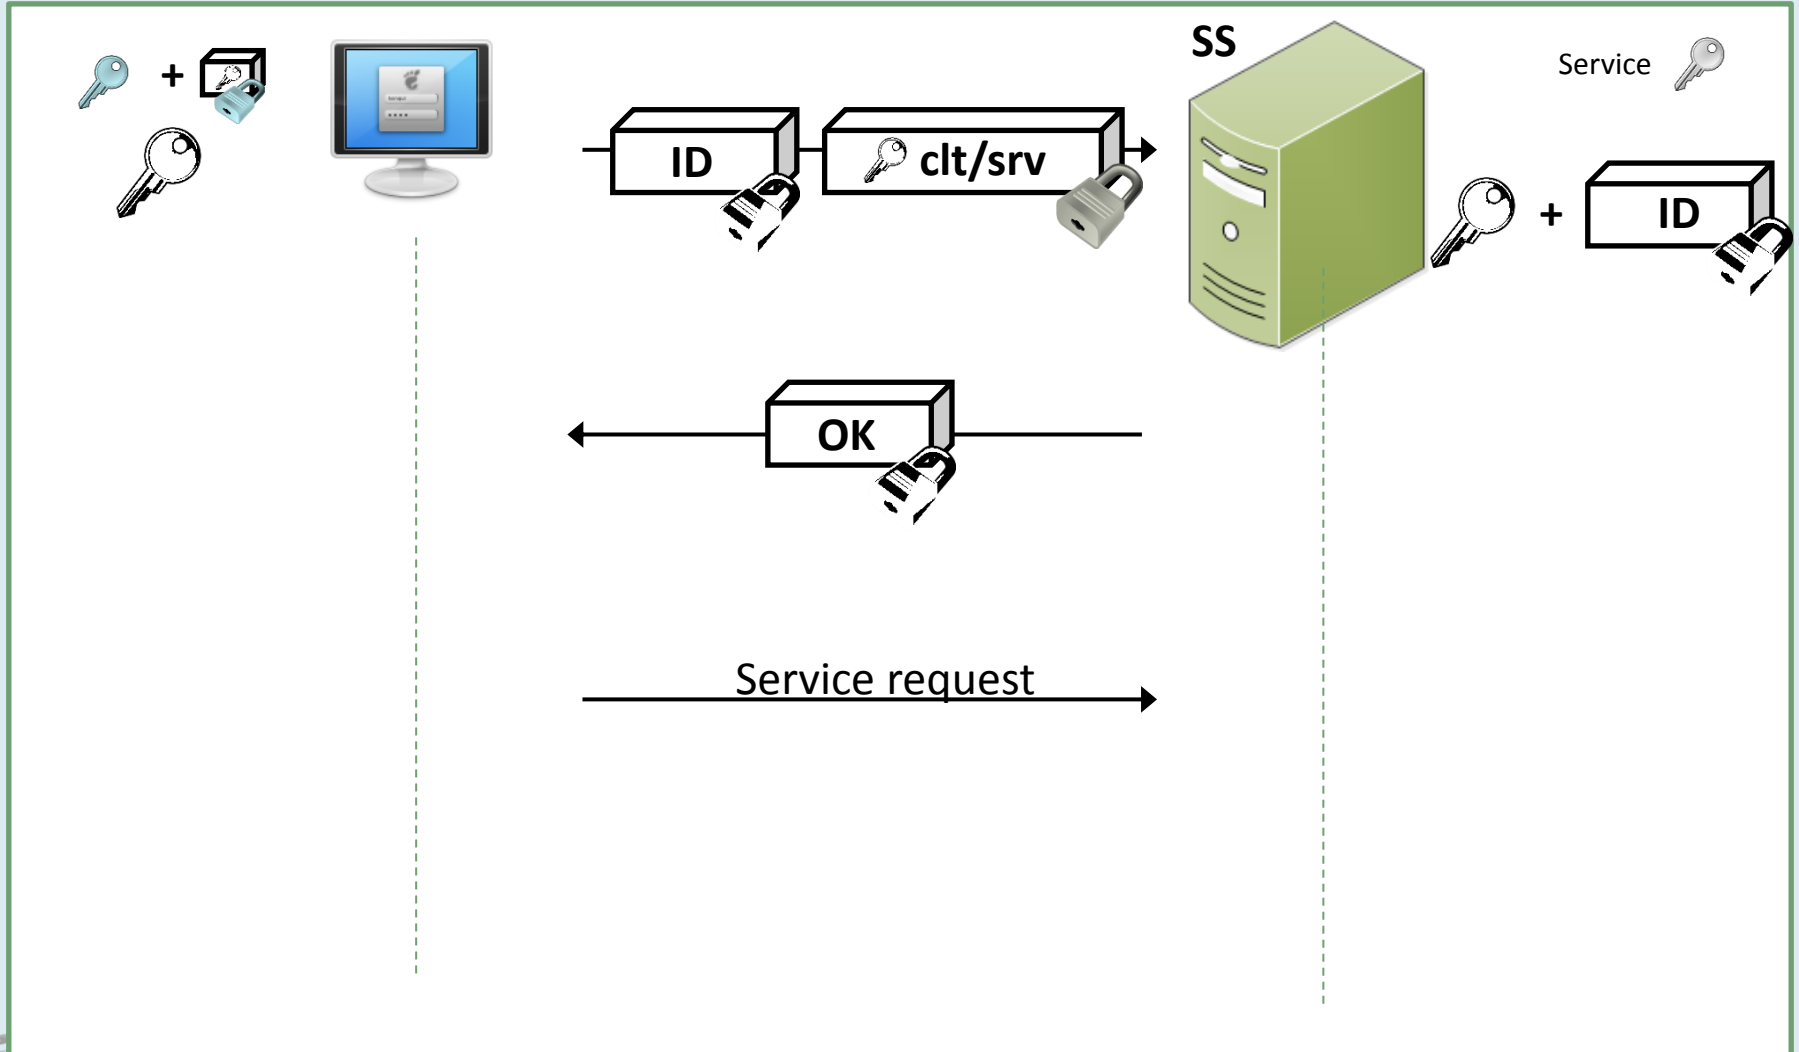 SS
Service
ID
clt/srv
ID
OK
Service request